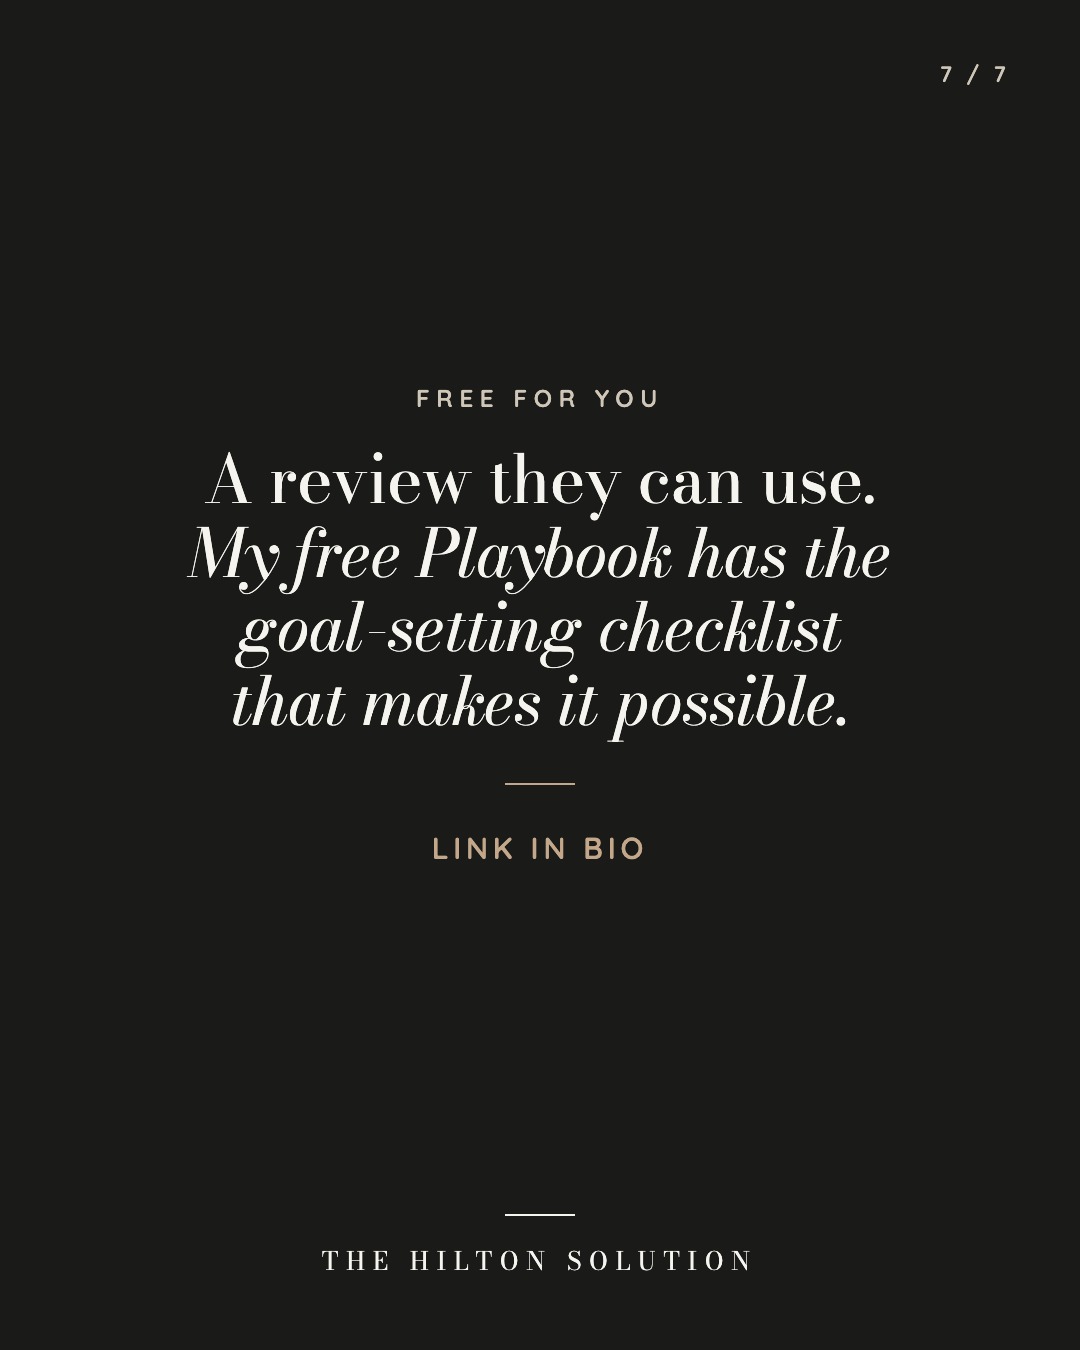 7 / 7
FREE FOR YOU
A review they can use.
My free Playbook has the
goal-setting checklist
that makes it possible.
LINK IN BIO
THE HILTON SOLUTION